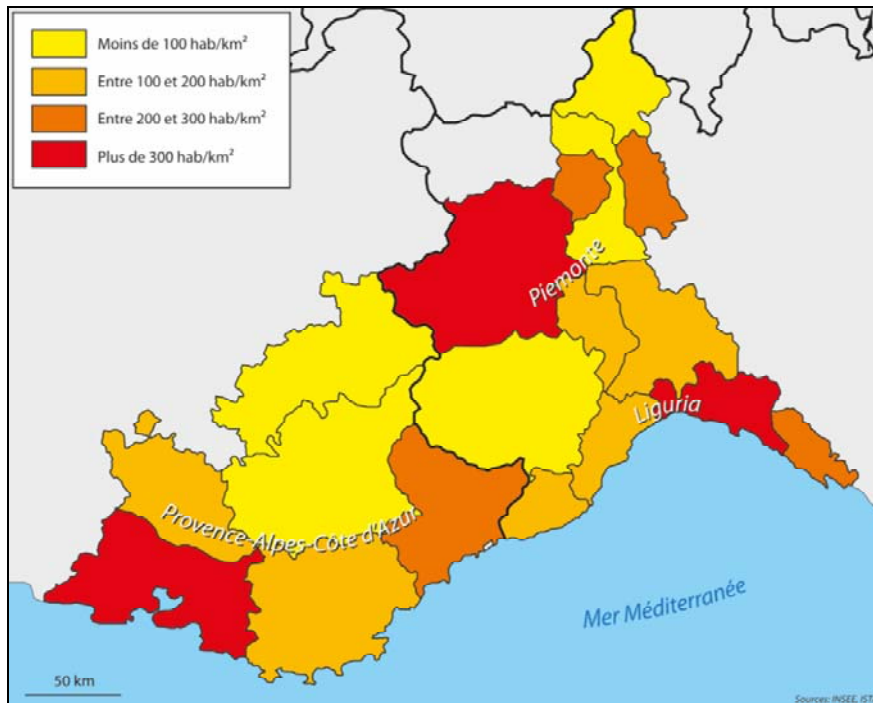 Moins de 100 hab/km²
Entre 100 et 200 hab/km²
Entre 200 et 300 hab/km²
Plus de 300 hab/km²
Piemonte
Liguria
Provence-Alpes-Côte d'Azur
Mer Méditerranée
50 km
Sources: INSEE, IST